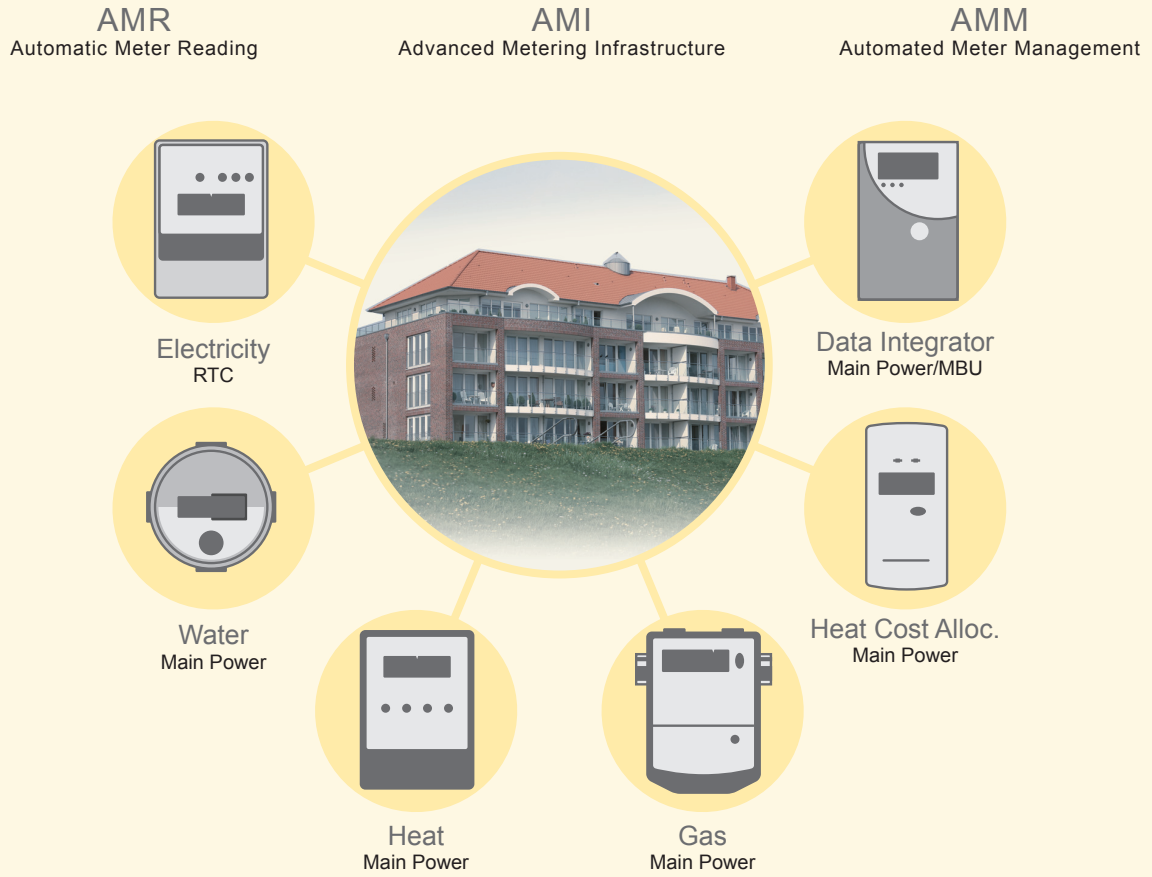 AMR
Automatic Meter Reading
AMI
Advanced Metering Infrastructure
AMM
Automated Meter Management
Electricity
RTC
Data Integrator
Main Power/MBU
Water
Main Power
Heat Cost Alloc.
Main Power
Heat
Main Power
Gas
Main Power